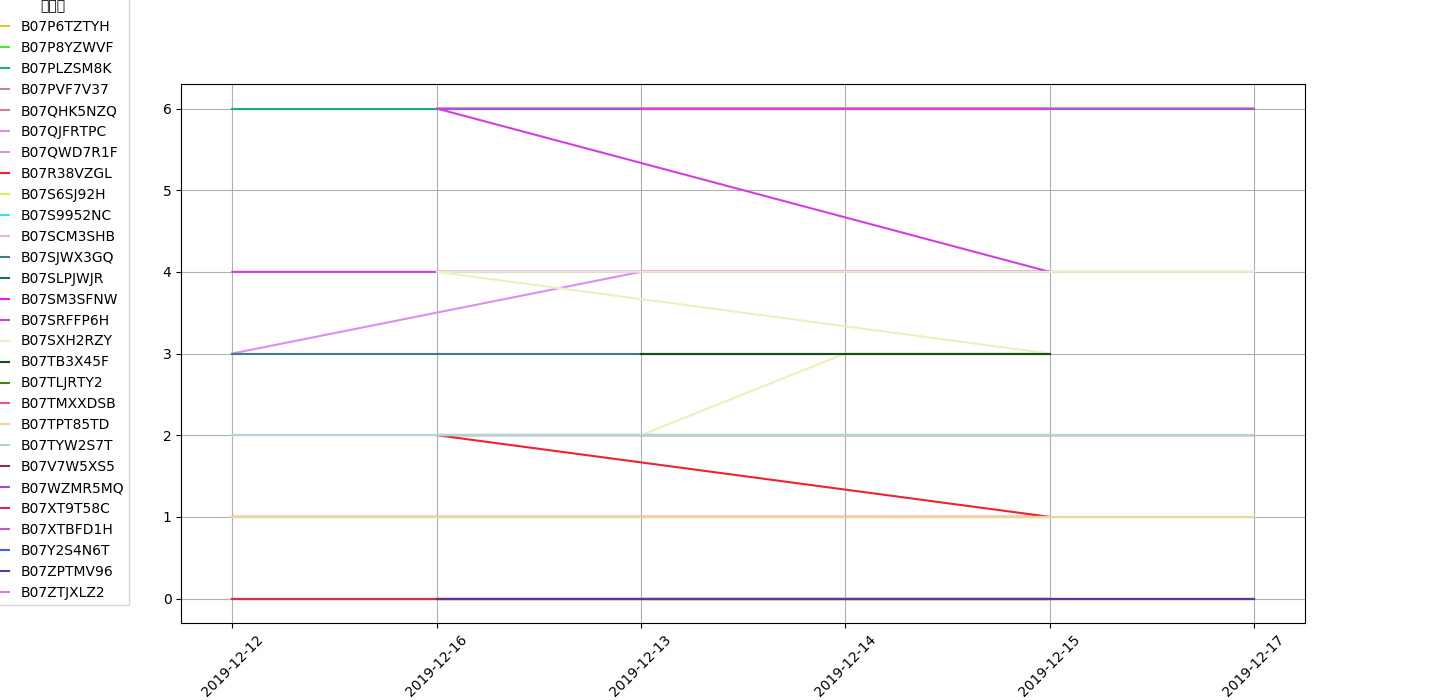 B07P6TZTYH
B07P8YZWVF
B07PLZSM8K
B07PVF7V37
B07QHK5NZQ
B07QJFRTPC
B07QWD7R1F
B07R38VZGL
B07S6SJ92H
B07S9952NC
B07SCM3SHB
B07SJWX3GQ
B07SLPJWJR
B07SM3SFNW
B07SRFFP6H
B07SXH2RZY
B07TB3X45F
B07TLJRTY2
B07TMXXDSB
B07TPT85TD
B07TYW2S7T
B07V7W5XS5
B07WZMR5MQ
B07XT9T58C
B07XTBFD1H
B07Y2S4N6T
B07ZPTMV96
B07ZTJXLZ2
6
5
4
3
2
1
0
2019-12-12
2019-12-16
2019-12-13
2019-12-14
2019-12-15
2019-12-17